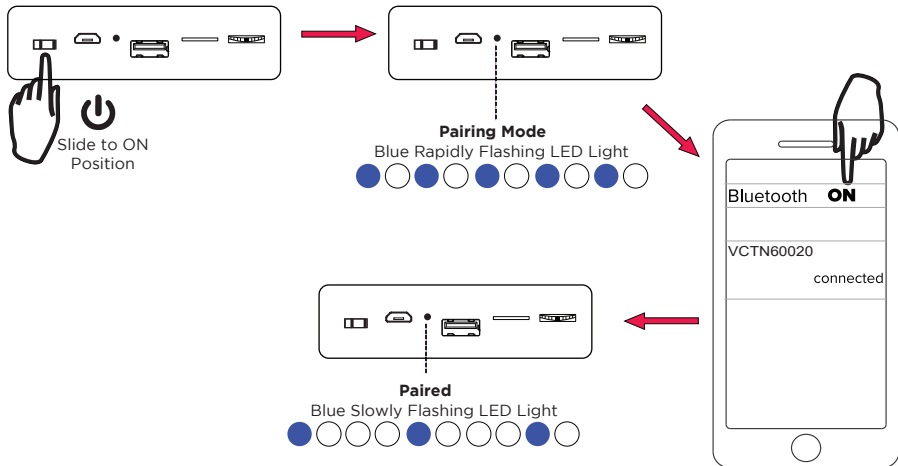 Slide to ON
Position
Pairing Mode
Blue Rapidly Flashing LED Light
Bluetooth ON
VCTN60020
connected
Paired
Blue Slowly Flashing LED Light